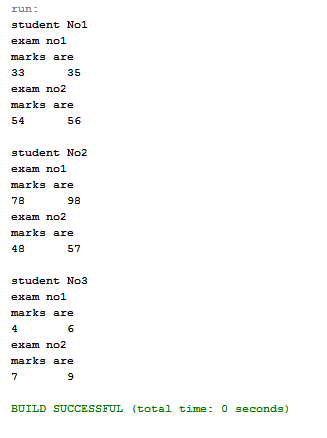 run:
student No1
exam no1
marks are
33 35
exam no2
marks are
54 56
student No2
exam no1
marks are
78 98
exam no2
marks are
48 57
student No3
exam no1
marks are
4 6
exam no2
marks are
7 9
BUILD SUCCESSFUL (total time: 0 seconds)